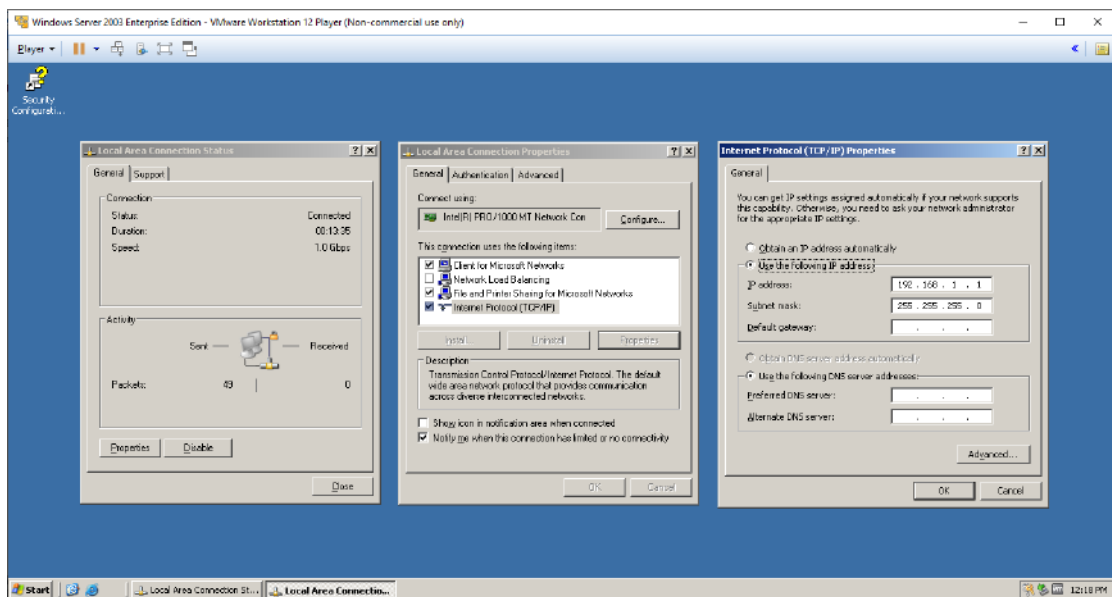 Windows Server 2003 Enterprise Edition - VMware Workstation 12 Player (Non-commercial use only)
Player
Security
Configurati...
Local Area Connection Status
General Support
Connection
Status: Connected
Duration: 00:13:35
Speed: 1.0 Gbps
Activity
Sent Received
Packets: 49 0
Properties Disable
Close
Local Area Connection Properties
General Authentication Advanced
Connect using:
Intel(R) PRO/1000 MT Network Con Configure...
This connection uses the following items:
Client for Microsoft Networks
Network Load Balancing
File and Printer Sharing for Microsoft Networks
Internet Protocol (TCP/IP)
Install... Uninstall Properties
Description
Transmission Control Protocol/Internet Protocol. The default
wide area network protocol that provides communication
across diverse interconnected networks.
Show icon in notification area when connected
Notify me when this connection has limited or no connectivity
OK Cancel
Internet Protocol (TCP/IP) Properties
General
You can get IP settings assigned automatically if your network supports
this capability. Otherwise, you need to ask your network administrator
for the appropriate IP settings.
Obtain an IP address automatically
Use the following IP address:
IP address: 192 . 168 . 1 . 1
Subnet mask: 255 . 255 . 255 . 0
Default gateway: . . .
Obtain DNS server address automatically
Use the following DNS server addresses:
Preferred DNS server: . . .
Alternate DNS server: . . .
Advanced...
OK Cancel
Start Local Area Connection St... Local Area Connectio... 12:18 PM